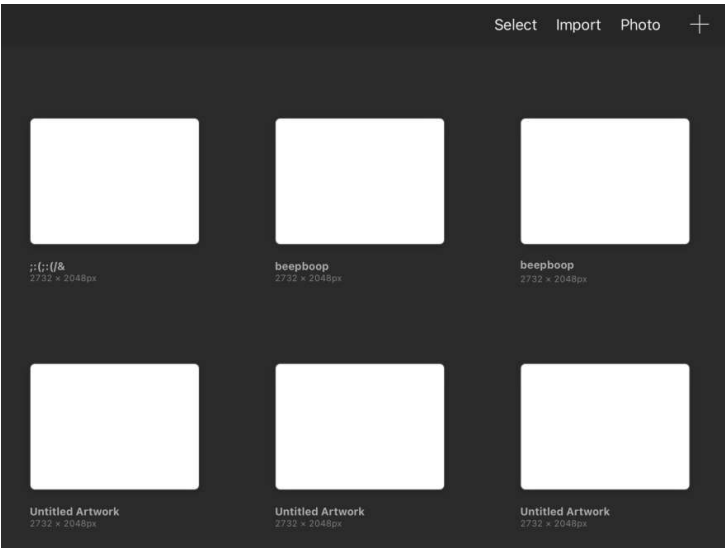 Select Import Photo
;:(;:(/&
2732 × 2048px
beepboop
2732 × 2048px
beepboop
2732 × 2048px
Untitled Artwork
2732 × 2048px
Untitled Artwork
2732 × 2048px
Untitled Artwork
2732 × 2048px